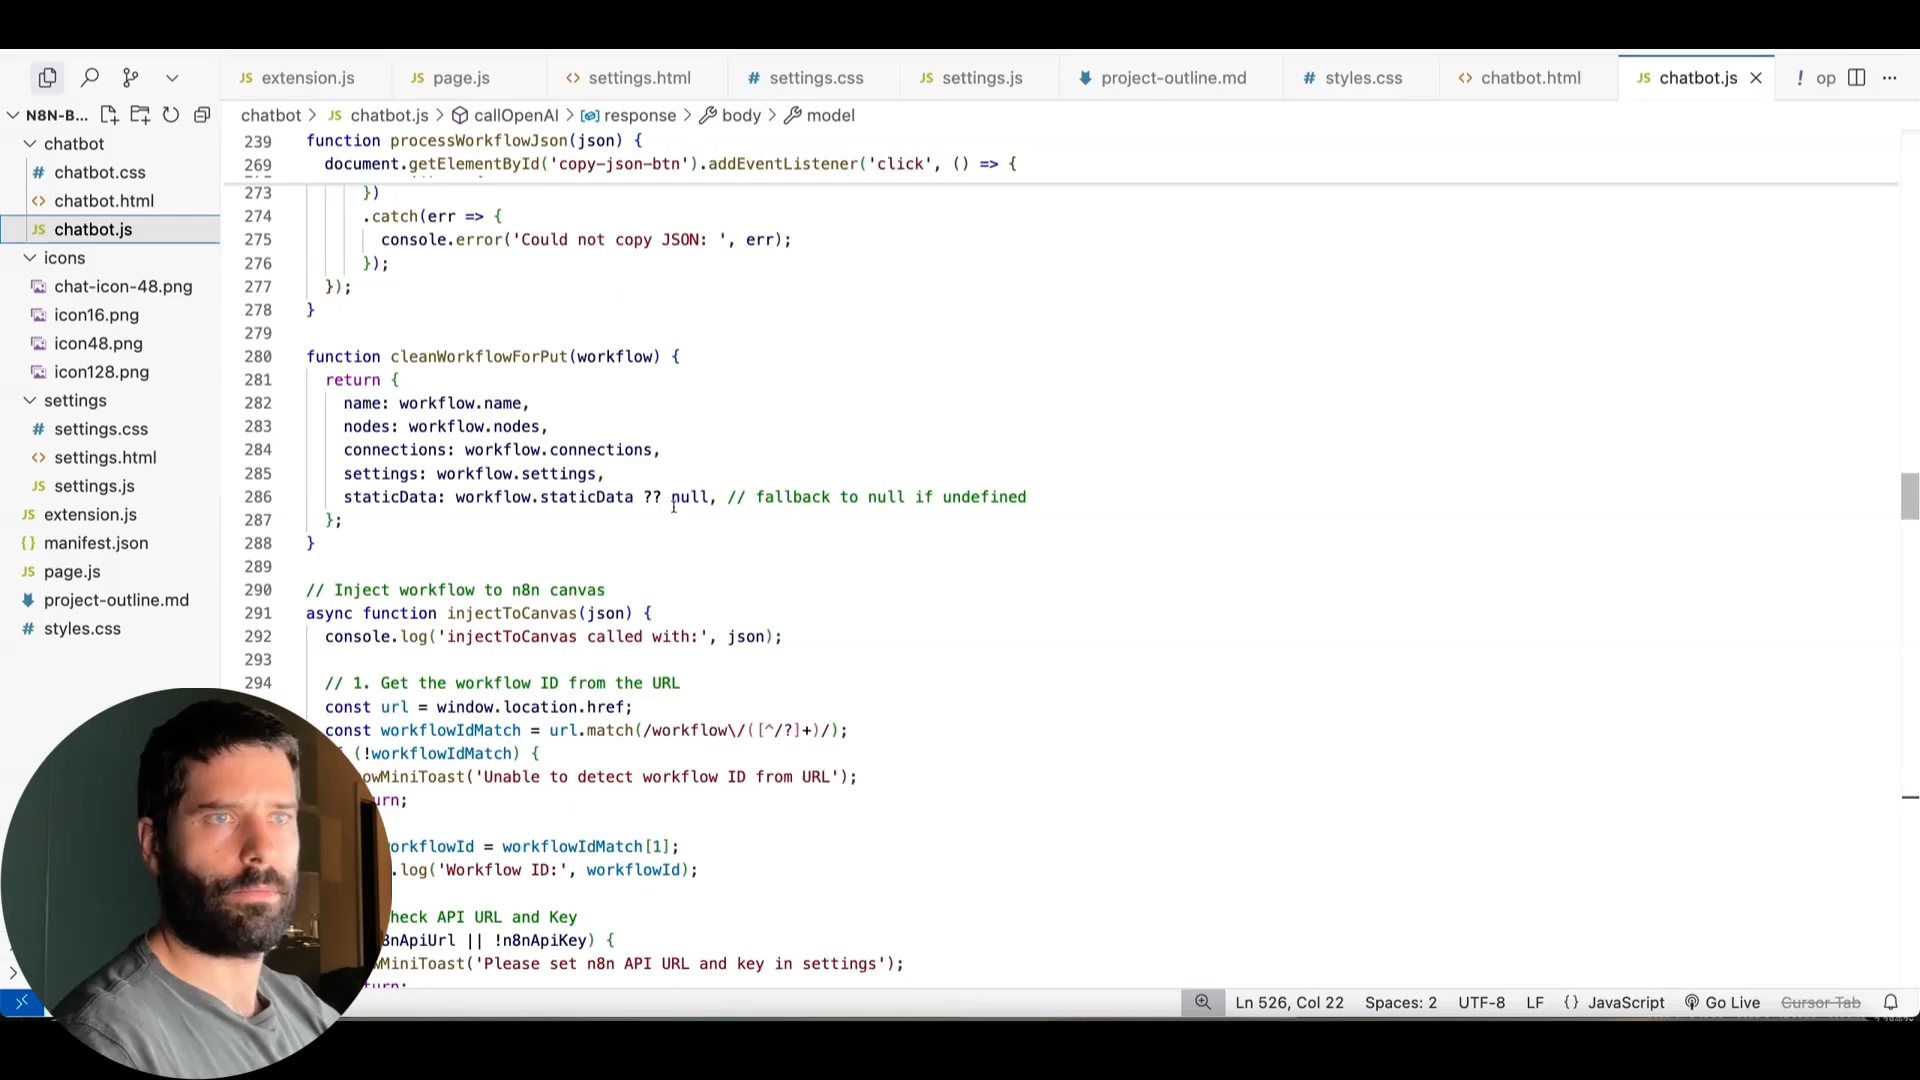 JS extension.js
JS page.js
<> settings.html
# settings.css
JS settings.js
project-outline.md
# styles.css
<> chatbot.html
JS chatbot.js
! op
N8N-B...
chatbot
# chatbot.css
<> chatbot.html
JS chatbot.js
icons
chat-icon-48.png
icon16.png
icon48.png
icon128.png
settings
# settings.css
<> settings.html
JS settings.js
JS extension.js
{} manifest.json
JS page.js
project-outline.md
# styles.css
chatbot > JS chatbot.js > callOpenAI > response > body > model
239 function processWorkflowJson(json) {
269 document.getElementById('copy-json-btn').addEventListener('click', () => {
273 })
274 .catch(err => {
275 console.error('Could not copy JSON: ', err);
276 });
277 });
278 }
279
280 function cleanWorkflowForPut(workflow) {
281 return {
282 name: workflow.name,
283 nodes: workflow.nodes,
284 connections: workflow.connections,
285 settings: workflow.settings,
286 staticData: workflow.staticData ?? null, // fallback to null if undefined
287 };
288 }
289
290 // Inject workflow to n8n canvas
291 async function injectToCanvas(json) {
292 console.log('injectToCanvas called with:', json);
293
294 // 1. Get the workflow ID from the URL
const url = window.location.href;
const workflowIdMatch = url.match(/workflow\/([^/?]+)/);
(!workflowIdMatch) {
owMiniToast('Unable to detect workflow ID from URL');
urn;
orkflowId = workflowIdMatch[1];
.log('Workflow ID:', workflowId);
heck API URL and Key
8nApiUrl || !n8nApiKey) {
wMiniToast('Please set n8n API URL and key in settings');
turn;
Ln 526, Col 22 Spaces: 2 UTF-8 LF {} JavaScript Go Live Cursor Tab